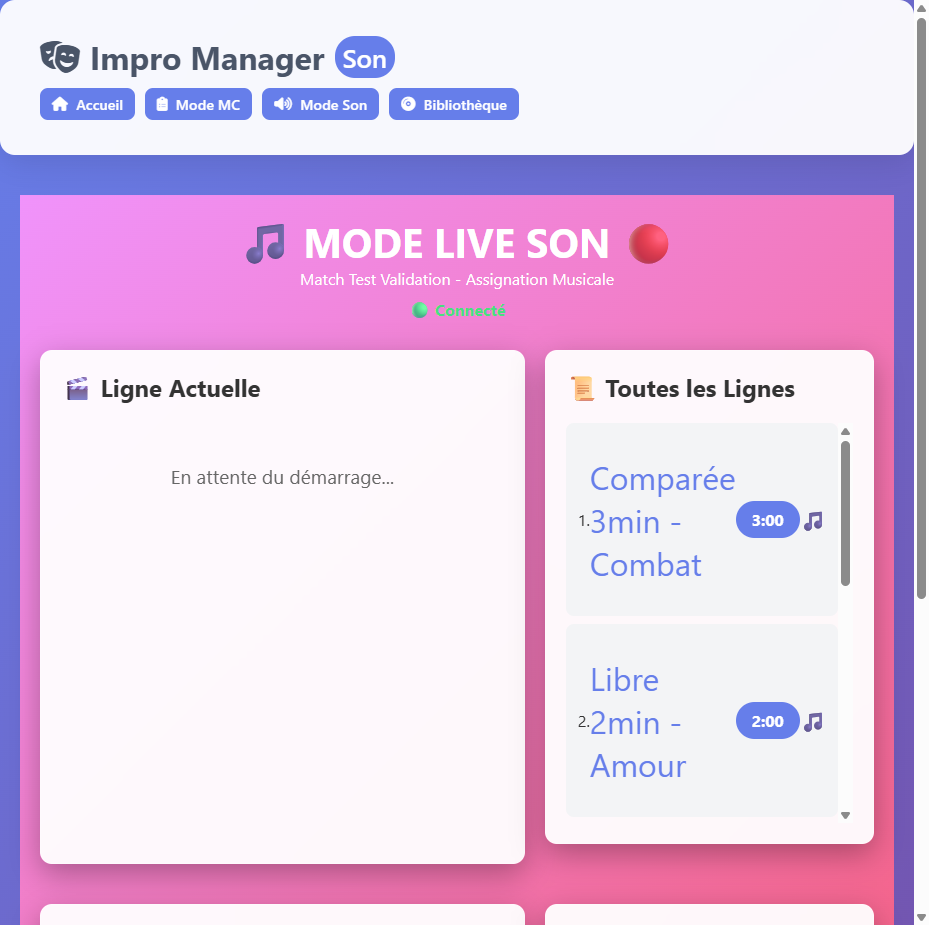 Impro Manager Son
Accueil Mode MC Mode Son Bibliothèque
MODE LIVE SON
Match Test Validation - Assignation Musicale
Connecté
Ligne Actuelle
En attente du démarrage...
Toutes les Lignes
1. Comparée
3min -
Combat
3:00
2. Libre
2min -
Amour
2:00